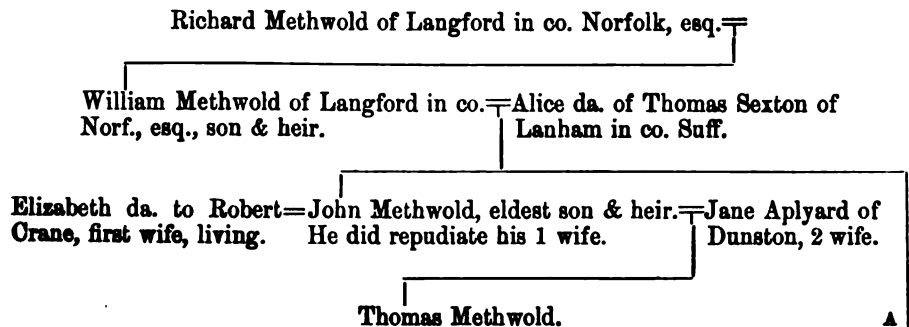 Richard Methwold of Langford in co. Norfolk, esq.=
William Methwold of Langford in co.=Alice da. of Thomas Sexton of
Norf., esq., son & heir. Lanham in co. Suff.
Elizabeth da. to Robert=John Methwold, eldest son & heir.=Jane Aplyard of
Crane, first wife, living. He did repudiate his 1 wife. Dunston, 2 wife.
Thomas Methwold. A